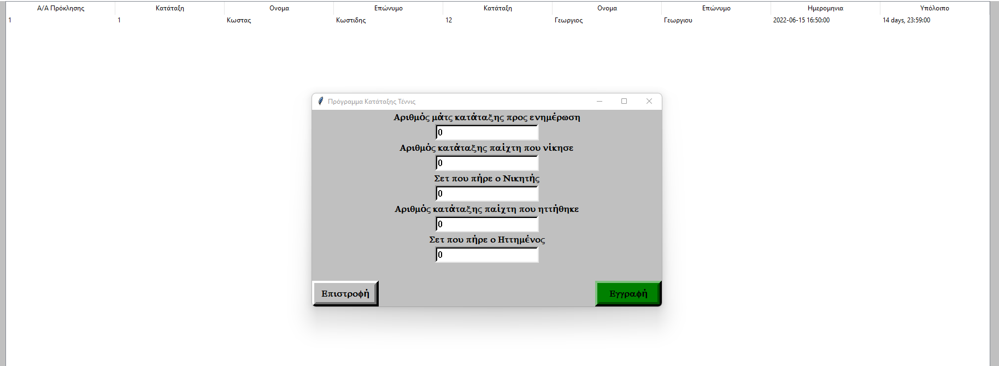 Α/Α Πρόκλησης Κατάταξη Ονομα Επώνυμο Κατάταξη Ονομα Επώνυμο Ημερομηνια Υπόλοιπο
1 1 Κωστας Κωστιδης 12 Γεωργιος Γεωργιου 2022-06-15 16:50:00 14 days, 23:59:00
Πρόγραμμα Κατάταξης Τέννις
Αριθμός μάτς κατάταξης προς ενημέρωση
0
Αριθμός κατάταξης παίχτη που νίκησε
0
Σετ που πήρε ο Νικητής
0
Αριθμός κατάταξης παίχτη που ηττήθηκε
0
Σετ που πήρε ο Ηττημένος
0
Επιστροφή Εγγραφή